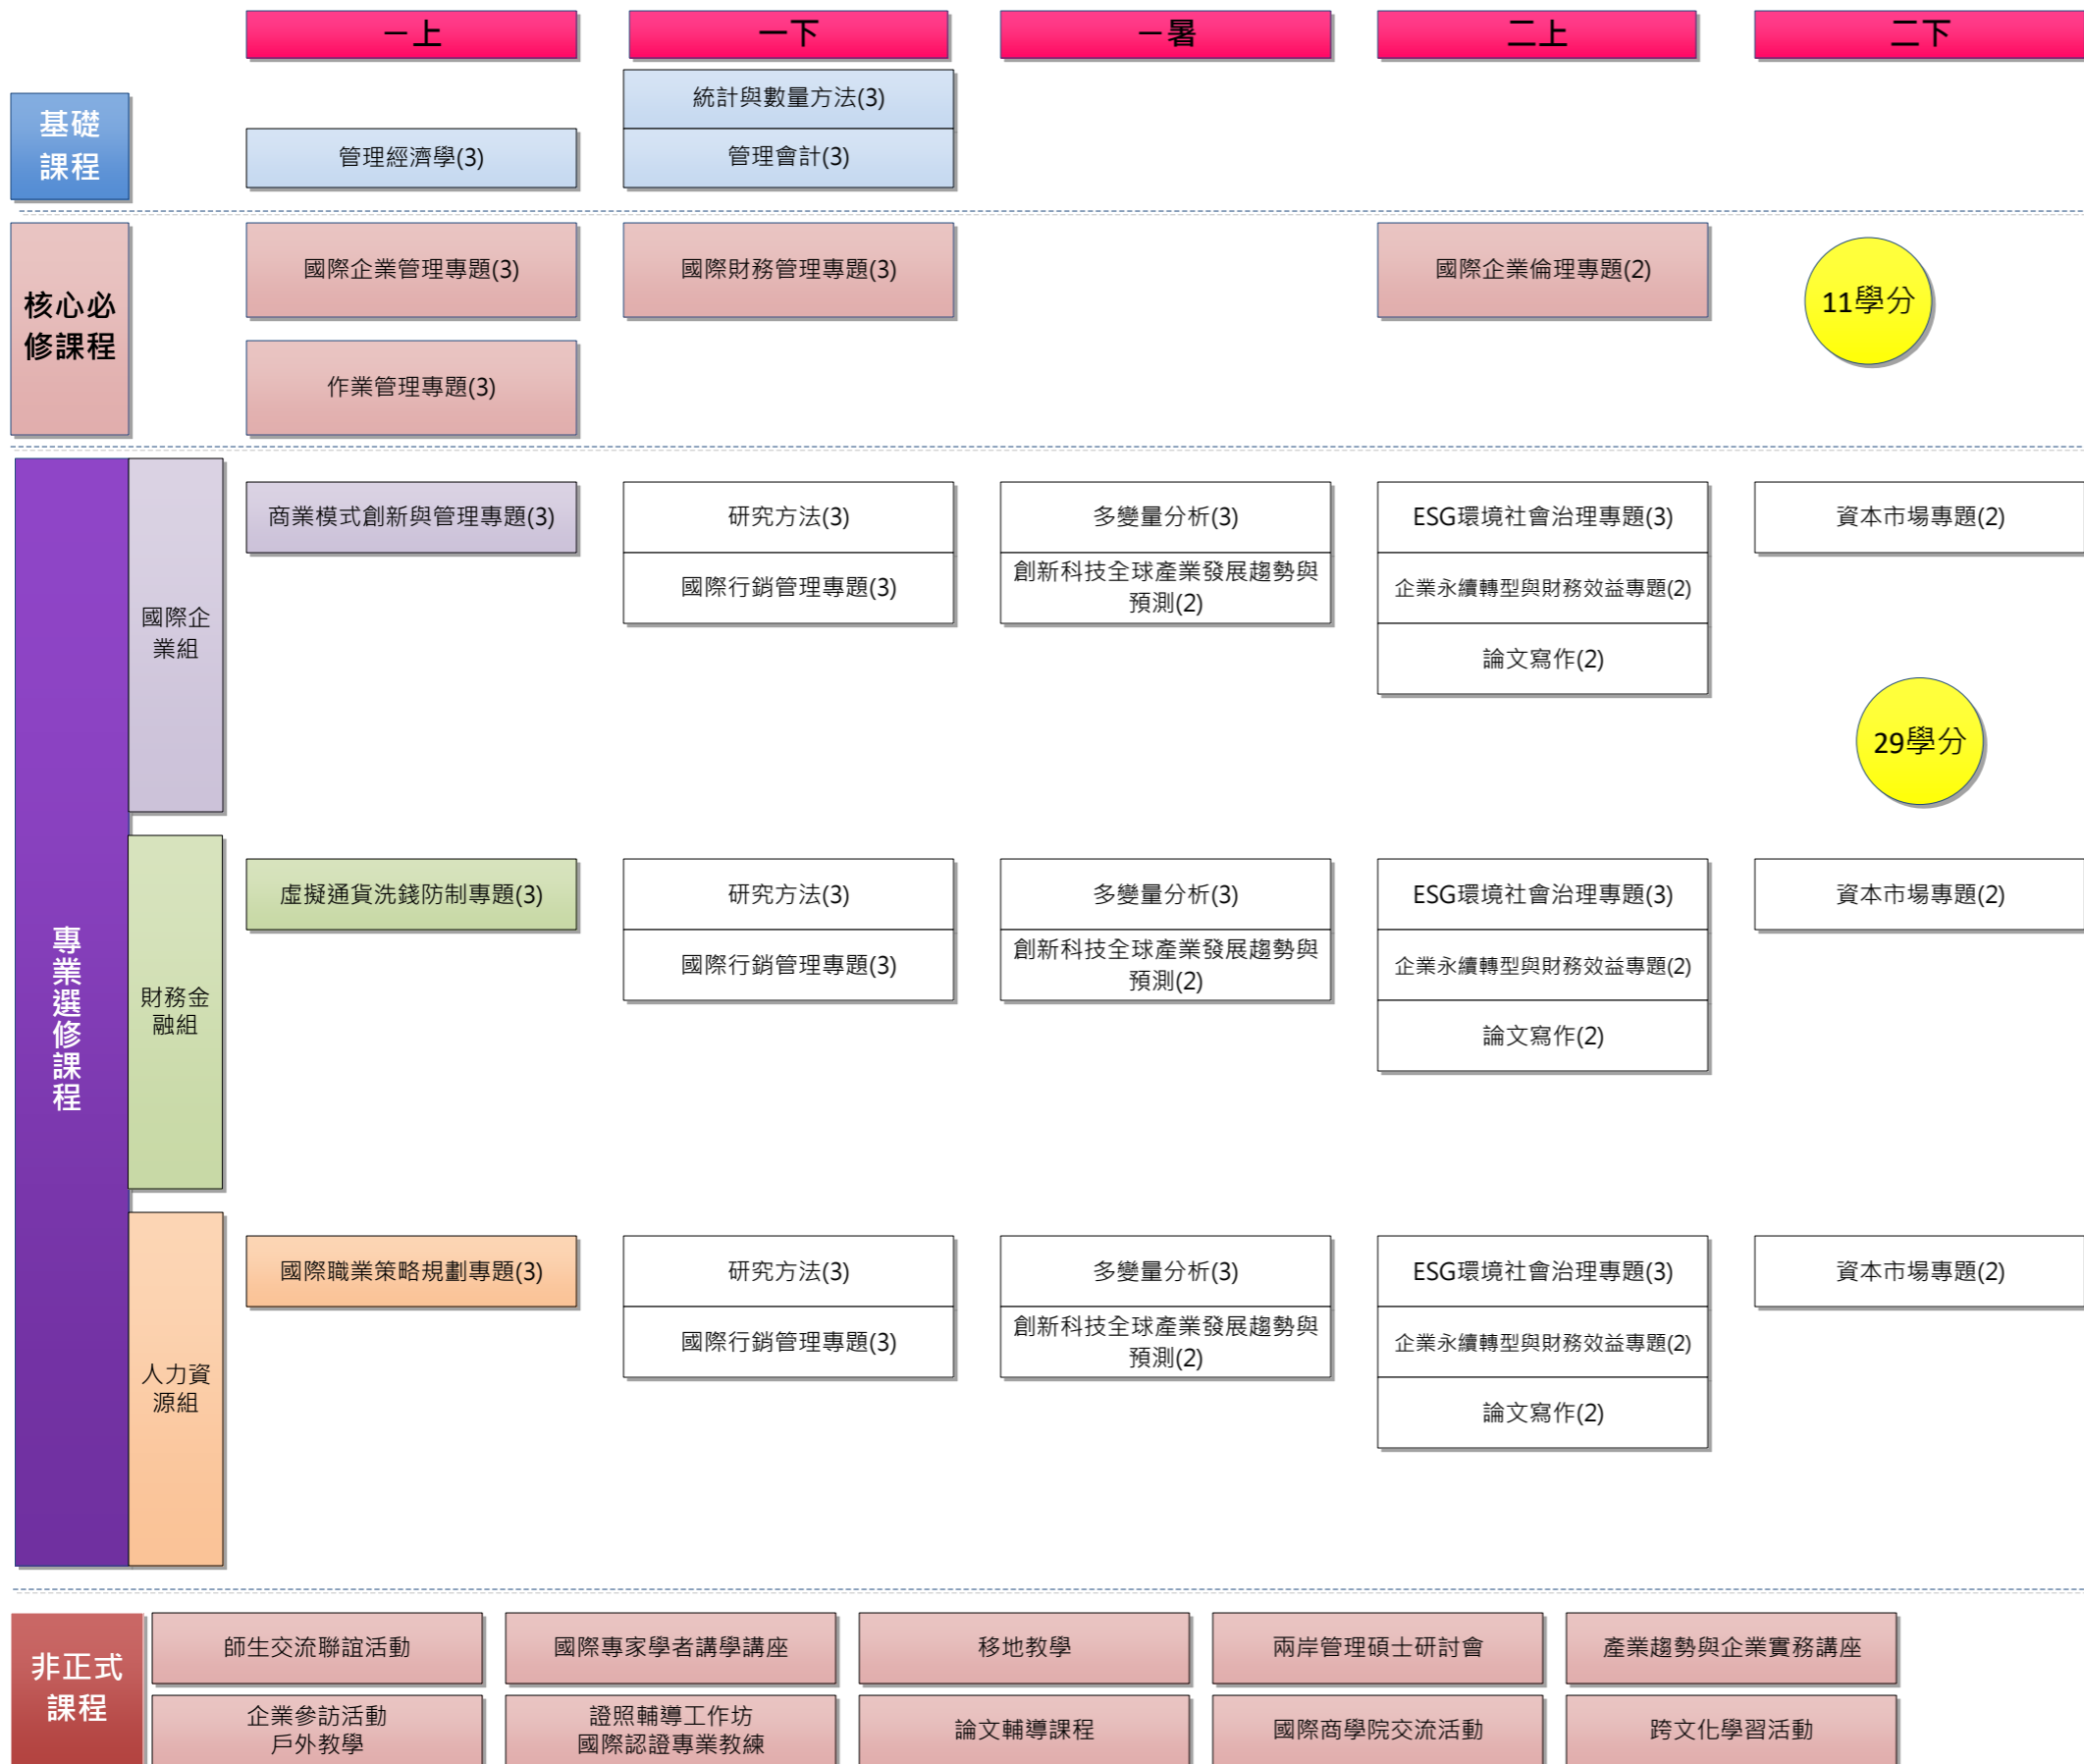 一上
一下
一暑
二上
二下
基礎
課程
統計與數量方法(3)
管理經濟學(3)
管理會計(3)
核心必
修課程
國際企業管理專題(3)
國際財務管理專題(3)
國際企業倫理專題(2)
11學分
作業管理專題(3)
專業選修課程
國際企
業組
商業模式創新與管理專題(3)
研究方法(3)
多變量分析(3)
ESG環境社會治理專題(3)
資本市場專題(2)
國際行銷管理專題(3)
創新科技全球產業發展趨勢與
預測(2)
企業永續轉型與財務效益專題(2)
論文寫作(2)
29學分
財務金
融組
虛擬通貨洗錢防制專題(3)
研究方法(3)
多變量分析(3)
ESG環境社會治理專題(3)
資本市場專題(2)
國際行銷管理專題(3)
創新科技全球產業發展趨勢與
預測(2)
企業永續轉型與財務效益專題(2)
論文寫作(2)
人力資
源組
國際職業策略規劃專題(3)
研究方法(3)
多變量分析(3)
ESG環境社會治理專題(3)
資本市場專題(2)
國際行銷管理專題(3)
創新科技全球產業發展趨勢與
預測(2)
企業永續轉型與財務效益專題(2)
論文寫作(2)
非正式
課程
師生交流聯誼活動
國際專家學者講學講座
移地教學
兩岸管理碩士研討會
產業趨勢與企業實務講座
企業參訪活動
戶外教學
證照輔導工作坊
國際認證專業教練
論文輔導課程
國際商學院交流活動
跨文化學習活動